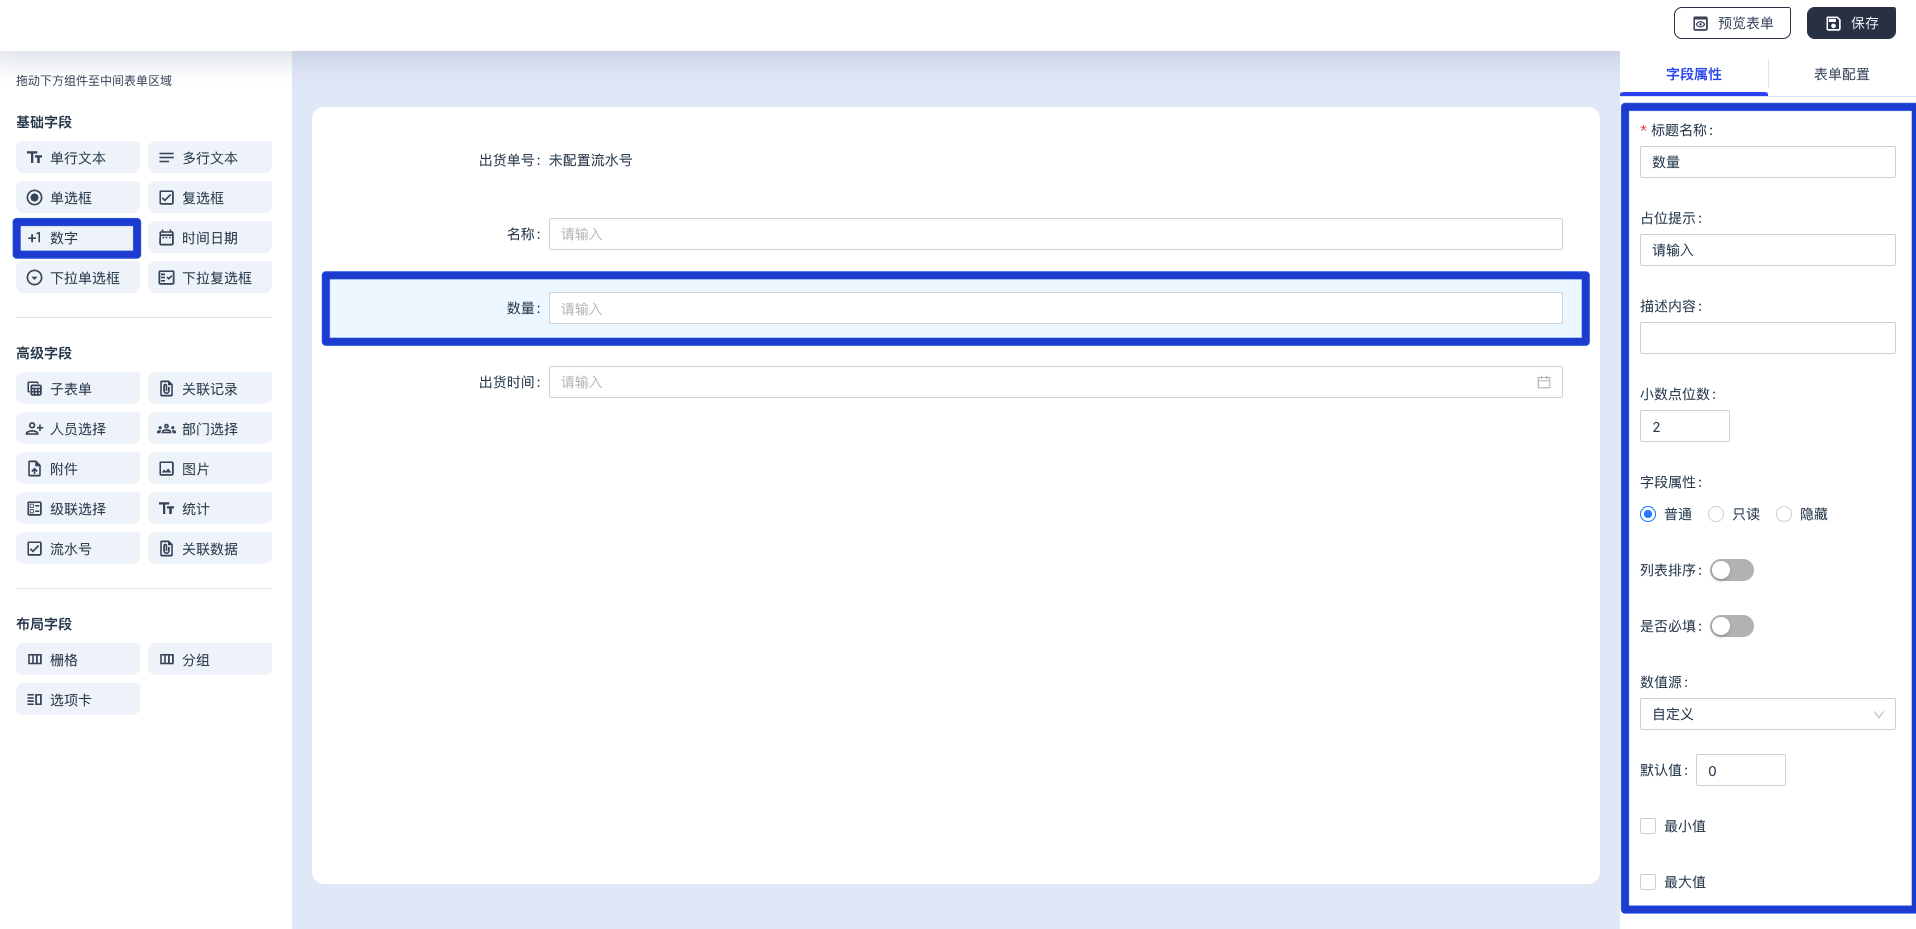 预览表单
保存
拖动下方组件至中间表单区域
基础字段
单行文本
多行文本
单选框
复选框
+1 数字
时间日期
下拉单选框
下拉复选框
高级字段
子表单
关联记录
人员选择
部门选择
附件
图片
级联选择
统计
流水号
关联数据
布局字段
栅格
分组
选项卡
出货单号: 未配置流水号
名称: 请输入
数量: 请输入
出货时间: 请输入
字段属性
表单配置
* 标题名称:
数量
占位提示:
请输入
描述内容:
小数点位数:
2
字段属性:
普通 只读 隐藏
列表排序:
是否必填:
数值源:
自定义
默认值: 0
最小值
最大值